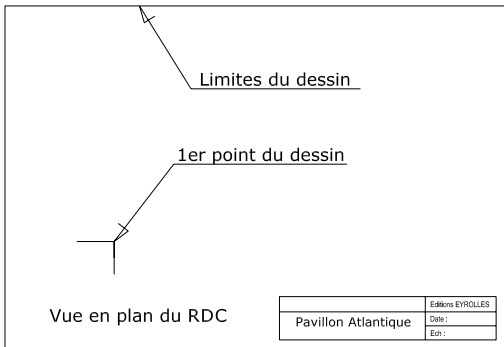 Limites du dessin
1er point du dessin
Vue en plan du RDC
Pavillon Atlantique
Editions EYROLLES
Date :
Ech :